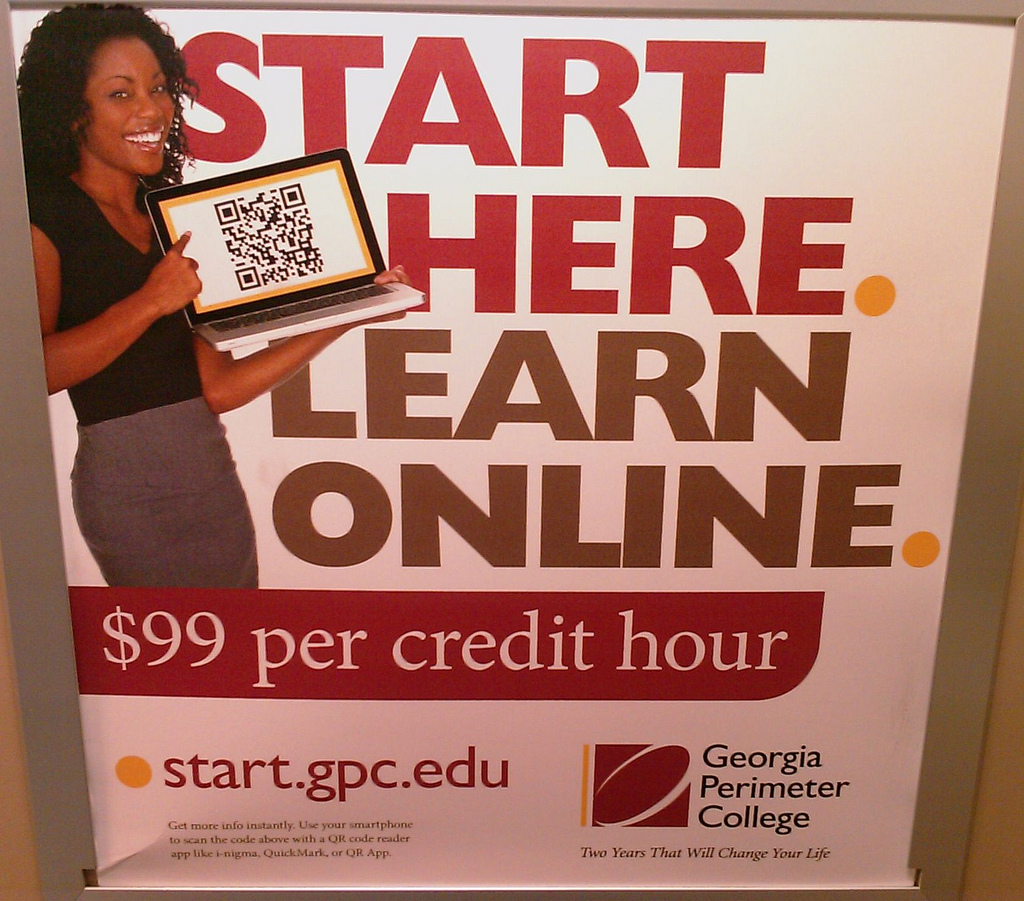 START
HERE.
LEARN
ONLINE.
$99 per credit hour
start.gpc.edu
Get more info instantly. Use your smartphone
to scan the code above with a QR code reader
app like i-nigma, QuickMark, or QR App.
Georgia
Perimeter
College
Two Years That Will Change Your Life